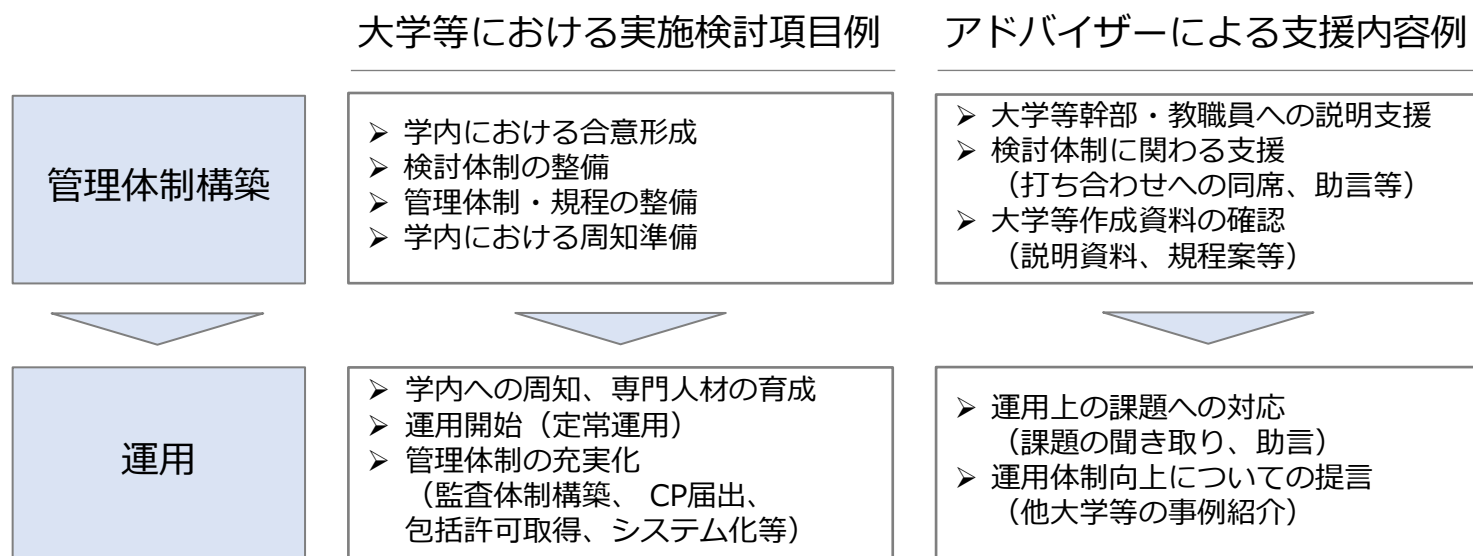 大学等における実施検討項目例
アドバイザーによる支援内容例
管理体制構築
➢ 学内における合意形成
➢ 検討体制の整備
➢ 管理体制・規程の整備
➢ 学内における周知準備
➢ 大学等幹部・教職員への説明支援
➢ 検討体制に関わる支援
（打ち合わせへの同席、助言等）
➢ 大学等作成資料の確認
（説明資料、規程案等）
運用
➢ 学内への周知、専門人材の育成
➢ 運用開始（定常運用）
➢ 管理体制の充実化
（監査体制構築、 CP届出、
包括許可取得、システム化等）
➢ 運用上の課題への対応
（課題の聞き取り、助言）
➢ 運用体制向上についての提言
（他大学等の事例紹介）